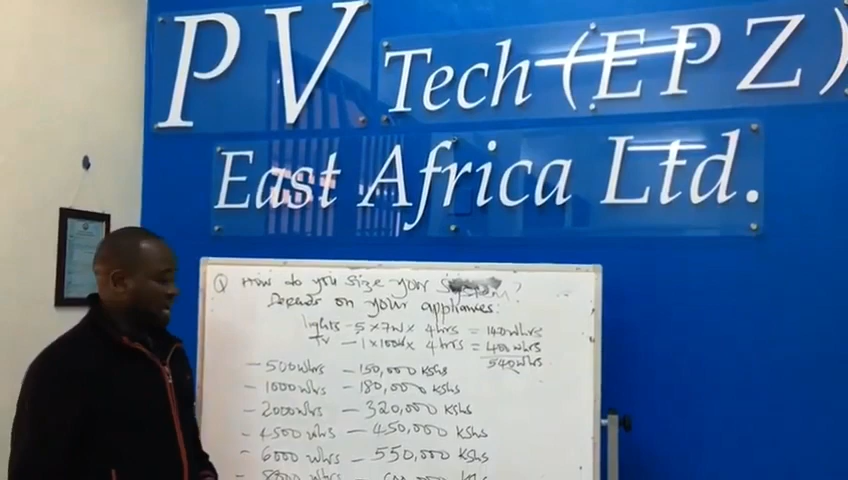 PV Tech (EPZ)
East Africa Ltd.
Q How do you size your system?
Depends on your appliances:
lights - 5 x 7W x 4hrs = 140whrs
TV - 1 x 100W x 4hrs = 400whrs
540whrs
- 500whrs - 150,000 Kshs
- 1000whrs - 180,000 Kshs
- 2000whrs - 320,000 Kshs
- 4500 whrs - 450,000 Kshs
- 6000 whrs - 550,000 Kshs